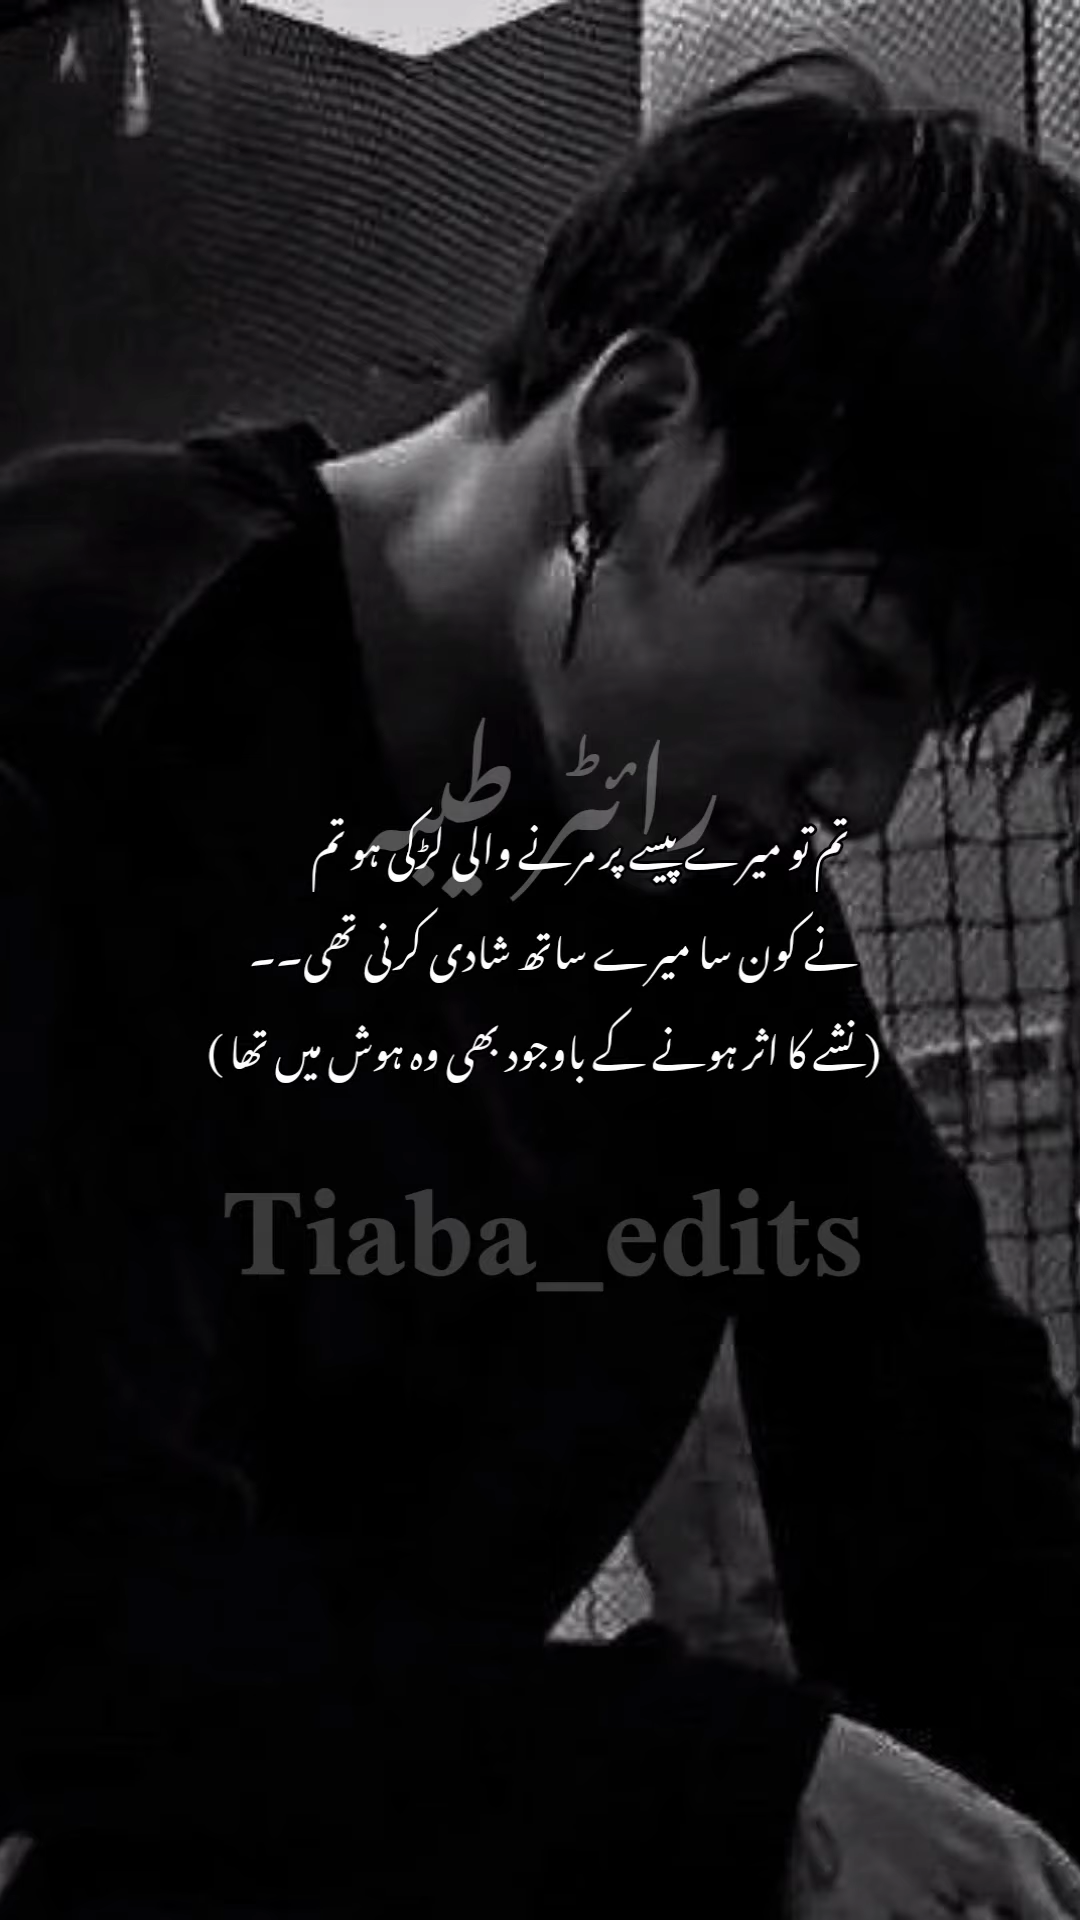 رائٹر طیبہ
تم تو میرے پیسے پر مرنے والی لڑکی ہو تم
نے کون سا میرے ساتھ شادی کرنی تھی۔۔
(نشے کا اثر ہونے کے باوجود بھی وہ ہوش میں تھا)
Tiaba_edits